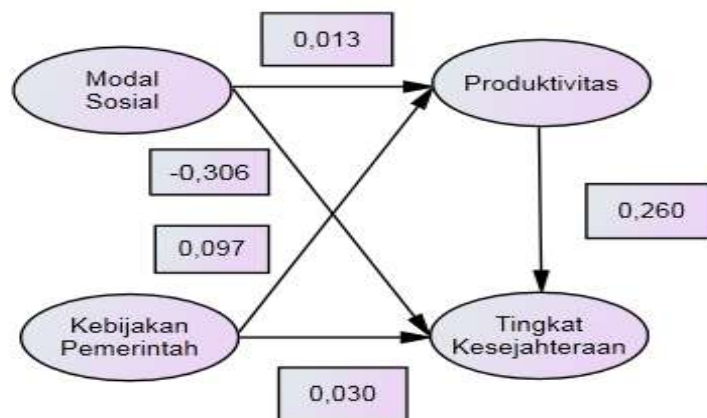 0,013
Modal
Sosial
Produktivitas
-0,306
0,260
0,097
Kebijakan
Pemerintah
Tingkat
Kesejahteraan
0,030